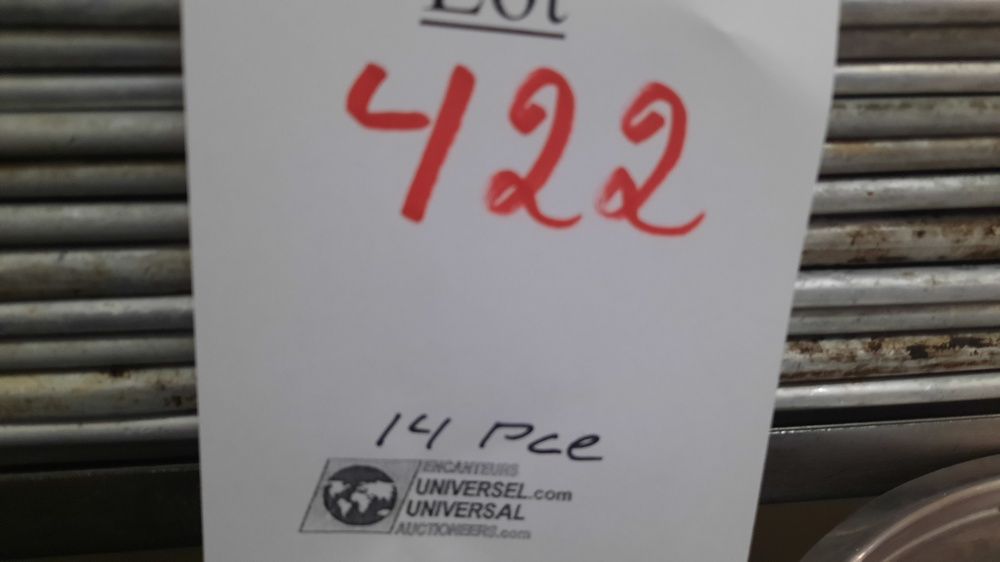 Lot
422
14 Pce
ENCANTEURS
UNIVERSEL.com
UNIVERSAL
AUCTIONEERS.com